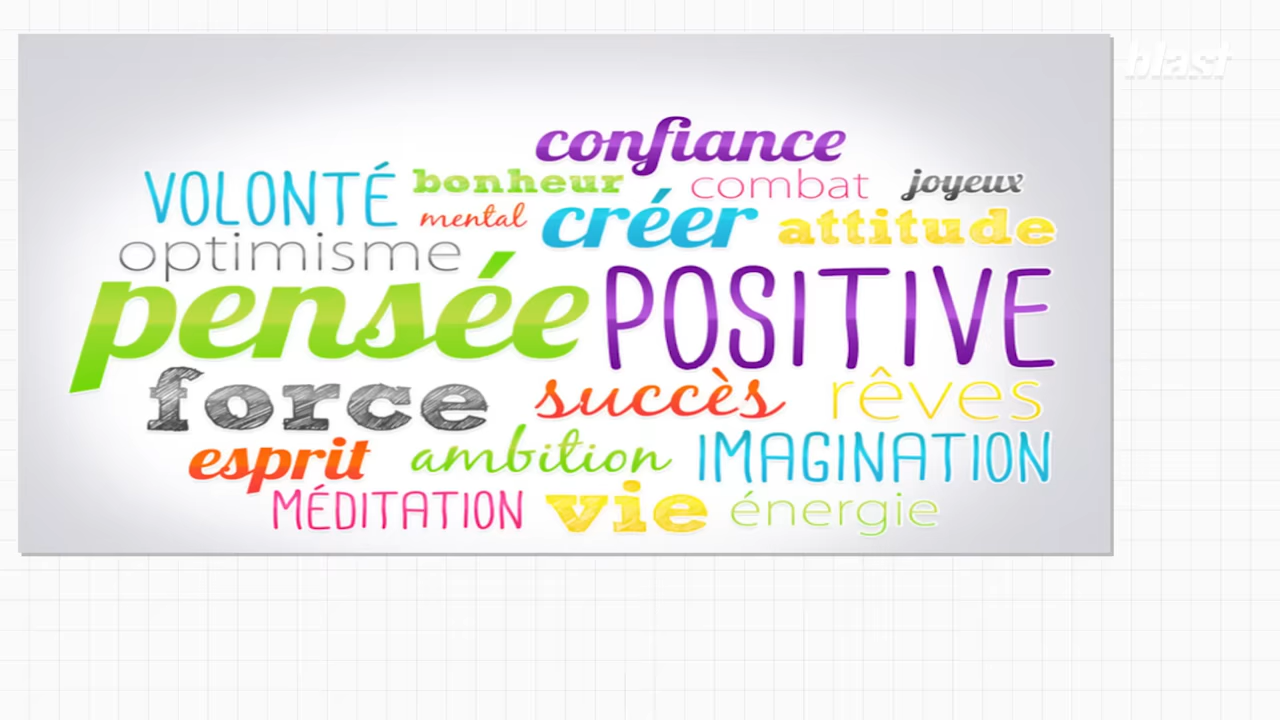 blast
confiance
VOLONTÉ bonheur combat joyeux
mental créer attitude
optimisme
pensée POSITIVE
force succès rêves
esprit ambition IMAGINATION
MÉDITATION vie énergie